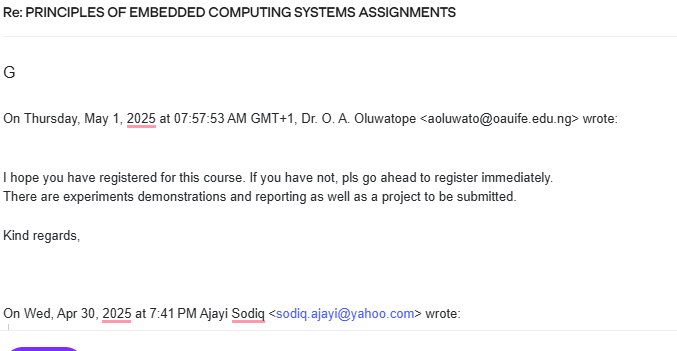 Re: PRINCIPLES OF EMBEDDED COMPUTING SYSTEMS ASSIGNMENTS
G
On Thursday, May 1, 2025 at 07:57:53 AM GMT+1, Dr. O. A. Oluwatope <aoluwato@oauife.edu.ng> wrote:
I hope you have registered for this course. If you have not, pls go ahead to register immediately.
There are experiments demonstrations and reporting as well as a project to be submitted.
Kind regards,
On Wed, Apr 30, 2025 at 7:41 PM Ajayi Sodiq <sodiq.ajayi@yahoo.com> wrote: